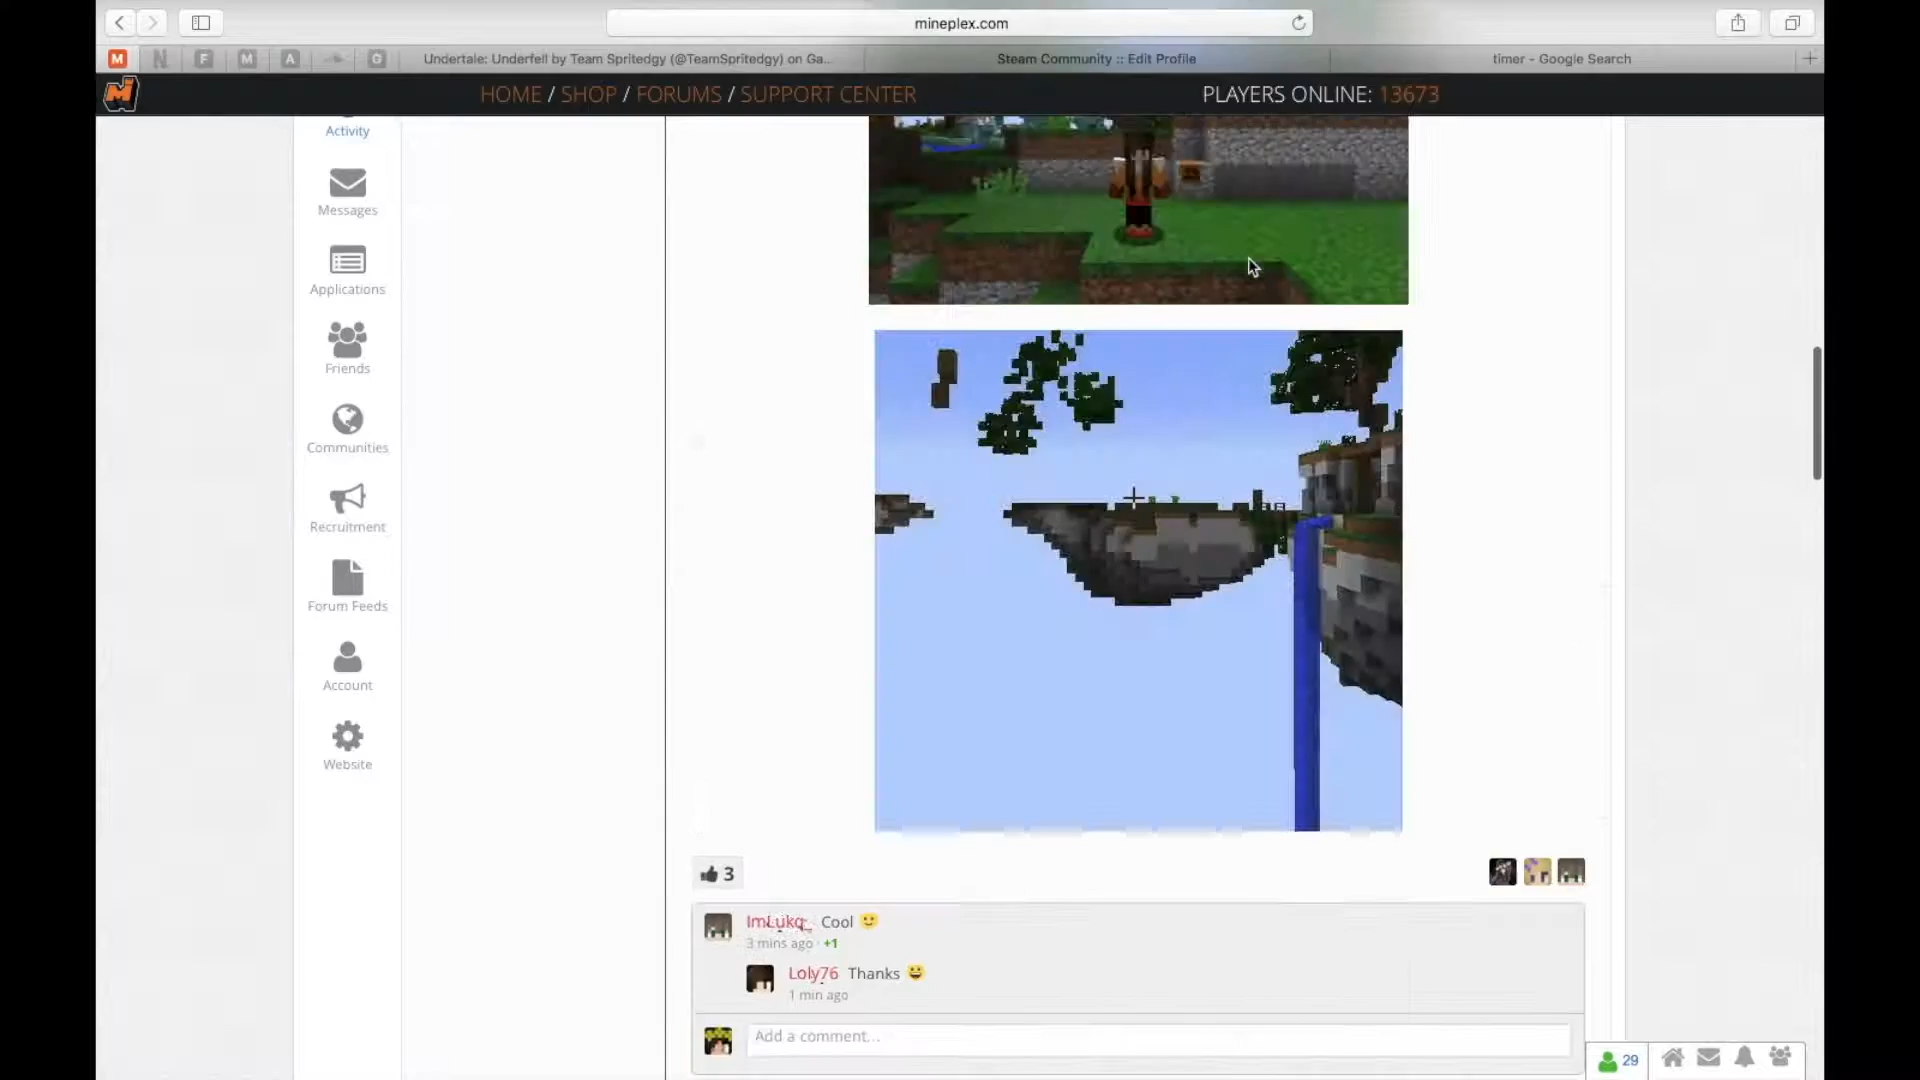 mineplex.com
M N F M A G Undertale: Underfell by Team Spritedgy (@TeamSpritedgy) on Ga... Steam Community :: Edit Profile timer - Google Search
HOME / SHOP / FORUMS / SUPPORT CENTER PLAYERS ONLINE: 13673
Activity
Messages
Applications
Friends
Communities
Recruitment
Forum Feeds
Account
Website
3
ImLukq_ Cool
3 mins ago · +1
Loly76 Thanks
1 min ago
Add a comment...
29